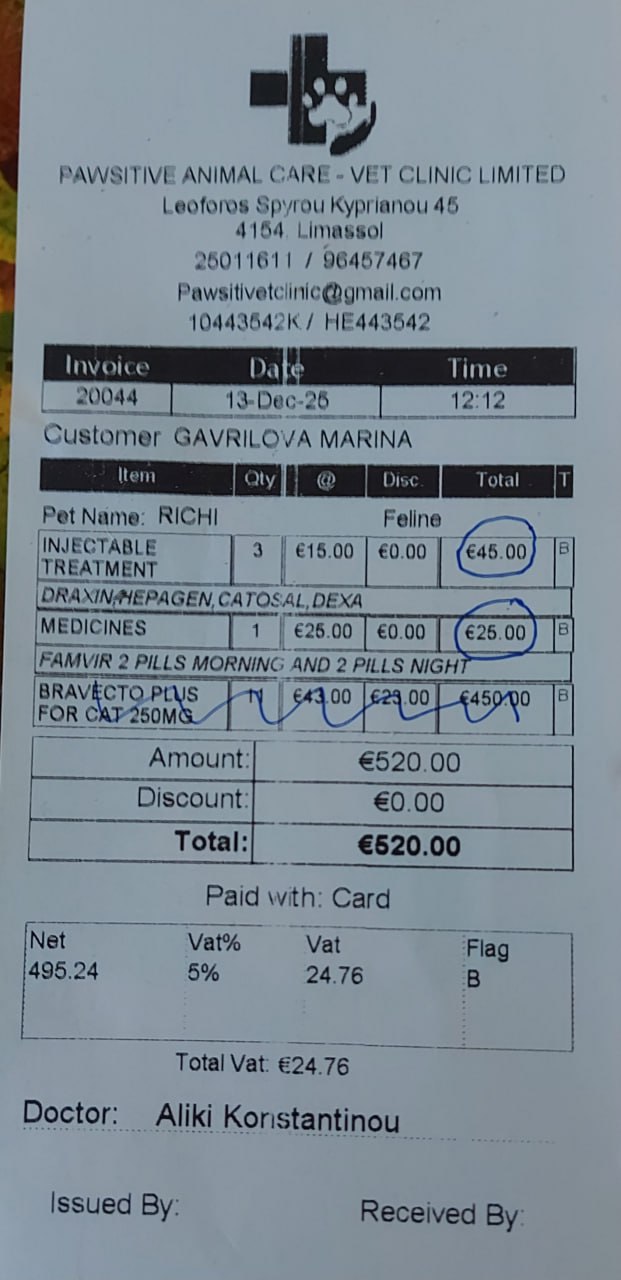 PAWSITIVE ANIMAL CARE - VET CLINIC LIMITED
Leoforos Spyrou Kyprianou 45
4154, Limassol
25011611 / 96457467
Pawsitivetclinic@gmail.com
10443542K / HE443542
Invoice Date Time
20044 13-Dec-25 12:12
Customer GAVRILOVA MARINA
Item Qty @ Disc. Total T
Pet Name: RICHI Feline
INJECTABLE TREATMENT 3 €15.00 €0.00 €45.00 B
DRAXIN,HEPAGEN,CATOSAL,DEXA
MEDICINES 1 €25.00 €0.00 €25.00 B
FAMVIR 2 PILLS MORNING AND 2 PILLS NIGHT
BRAVECTO PLUS FOR CAT 250MG €43.00 €23.00 €450.00 B
Amount: €520.00
Discount: €0.00
Total: €520.00
Paid with: Card
Net Vat% Vat Flag
495.24 5% 24.76 B
Total Vat: €24.76
Doctor: Aliki Konstantinou
Issued By: Received By: